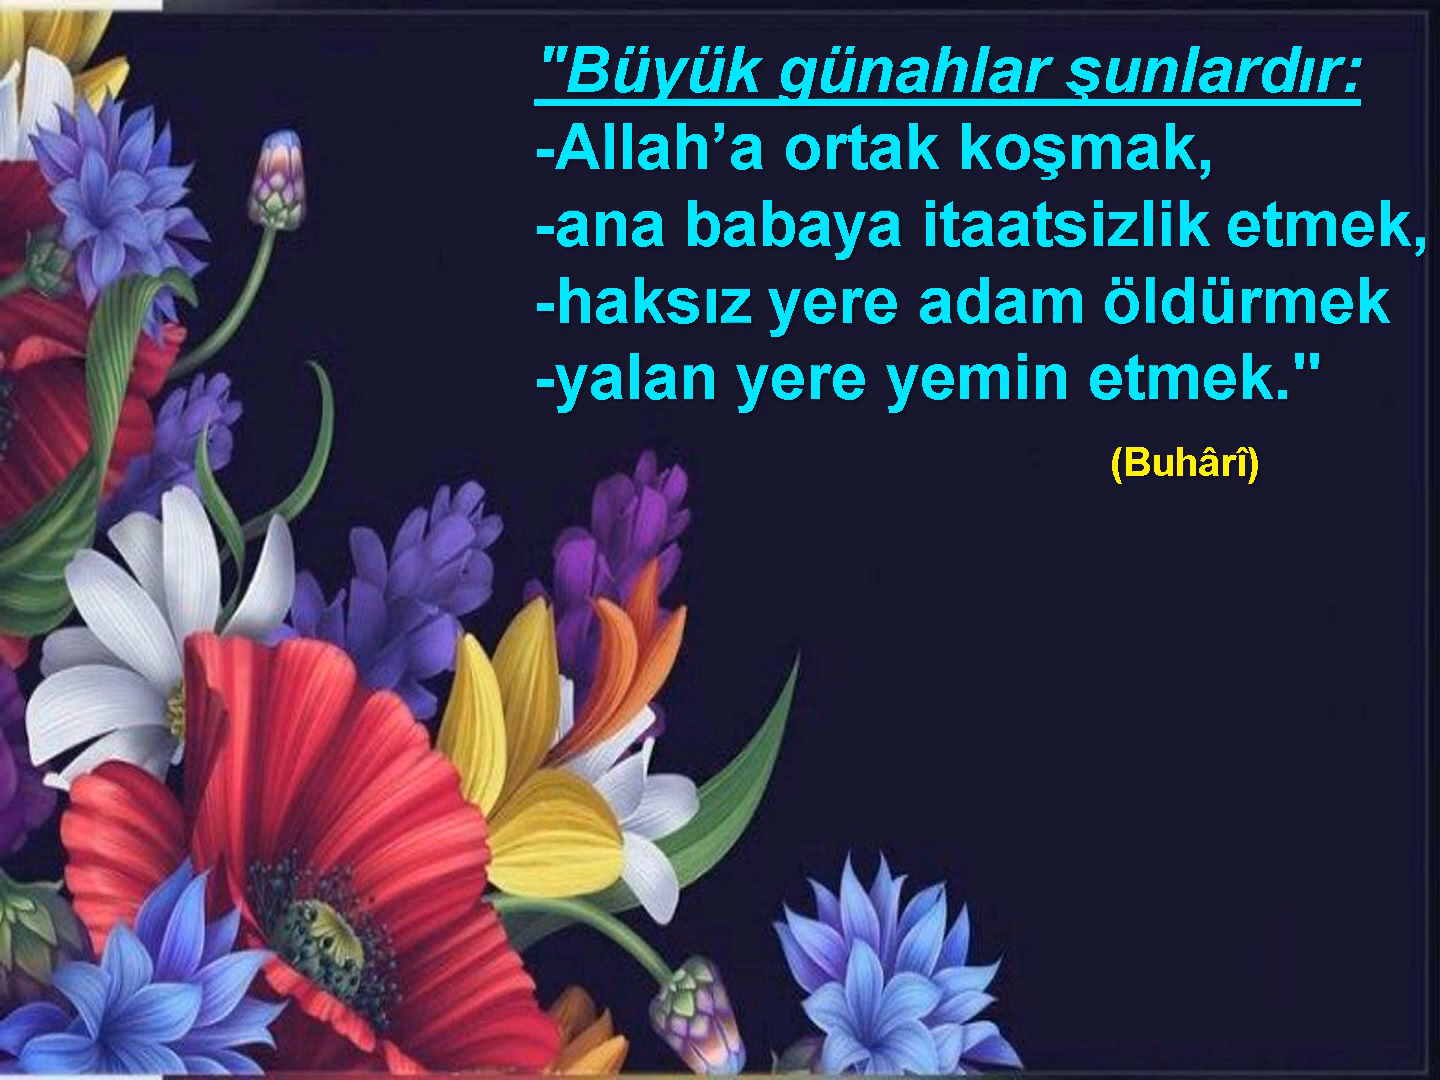 "Büyük günahlar şunlardır:
-Allah’a ortak koşmak,
-ana babaya itaatsizlik etmek,
-haksız yere adam öldürmek
-yalan yere yemin etmek."
(Buhârî)